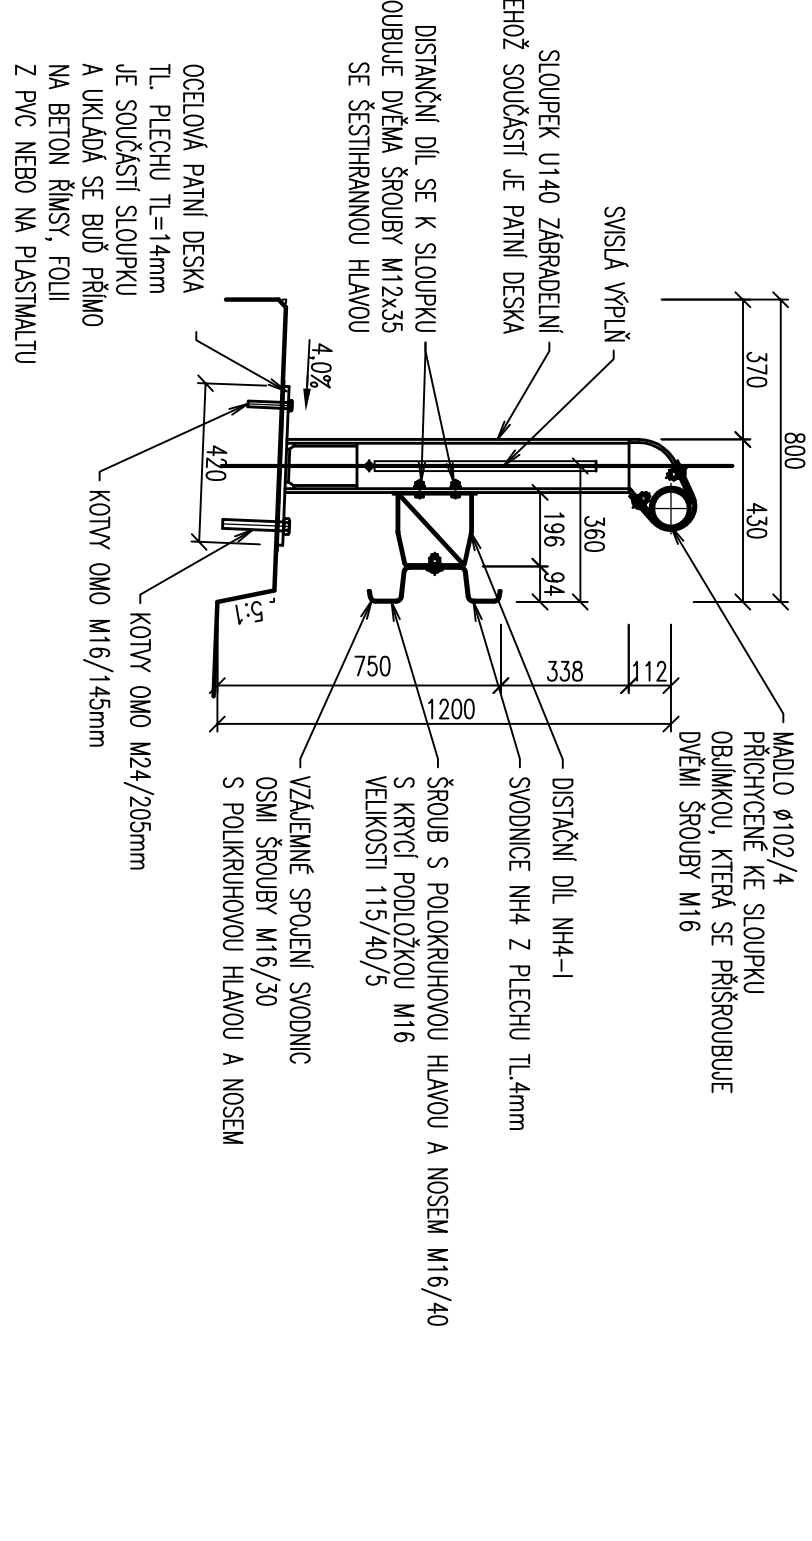 EHOŽ SOUČÁSTÍ JE PATNÍ DESKA
SLOUPEK U140 ZÁBRADELNÍ
DISTANČNÍ DÍL SE K SLOUPKU
OUBUJE DVĚMA ŠROUBY M12x35
SE ŠESTIHRANNOU HLAVOU
SVISLÁ VÝPLŇ
OCELOVÁ PATNÍ DESKA
TL. PLECHU TL=14mm
JE SOUČÁSTÍ SLOUPKU
A UKLÁDÁ SE BUĎ PŘÍMO
NA BETON ŘÍMSY, FOLII
Z PVC NEBO NA PLASTMALTU
800
370
430
360
196
94
4,0%
420
5:1
112
338
750
1200
KOTVY OMO M16/145mm
KOTVY OMO M24/205mm
MADLO ø102/4
PŘICHYCENÉ KE SLOUPKU
OBJÍMKOU, KTERÁ SE PŘIŠROUBUJE
DVĚMI ŠROUBY M16
DISTAČNÍ DÍL NH4-I
SVODNICE NH4 Z PLECHU TL.4mm
ŠROUB S POLOKRUHOVOU HLAVOU A NOSEM M16/40
S KRYCÍ PODLOŽKOU M16
VELIKOSTI 115/40/5
VZÁJEMNÉ SPOJENÍ SVODNIC
OSMI ŠROUBY M16/30
S POLIKRUHOVOU HLAVOU A NOSEM